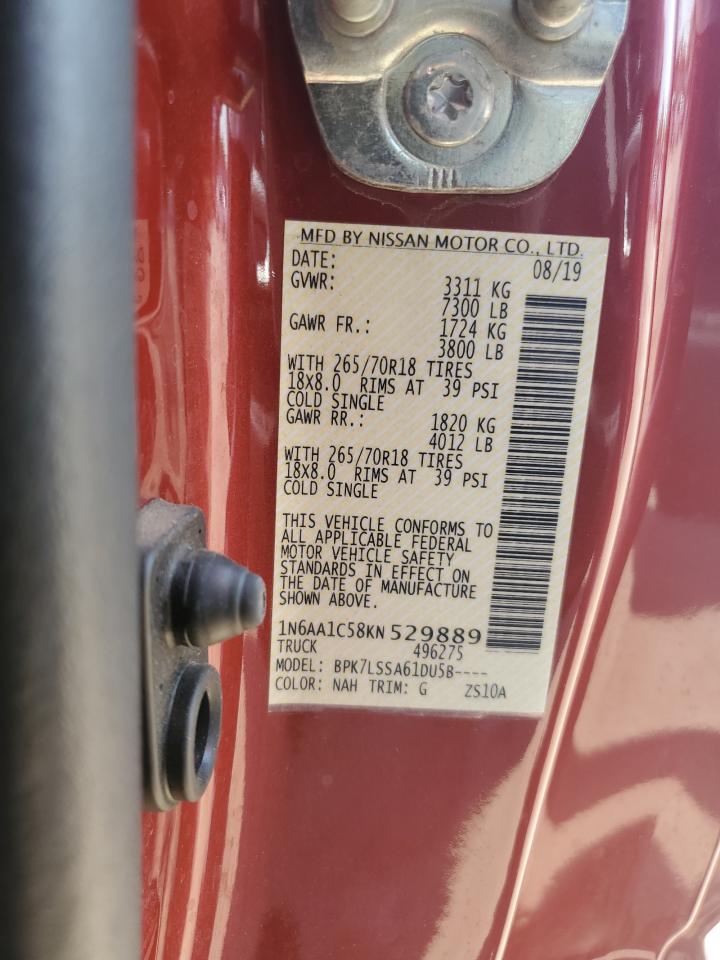 MFD BY NISSAN MOTOR CO., LTD.
DATE: 08/19
GVWR: 3311 KG
7300 LB
GAWR FR.: 1724 KG
3800 LB
WITH 265/70R18 TIRES
18X8.0 RIMS AT 39 PSI
COLD SINGLE
GAWR RR.: 1820 KG
4012 LB
WITH 265/70R18 TIRES
18X8.0 RIMS AT 39 PSI
COLD SINGLE
THIS VEHICLE CONFORMS TO
ALL APPLICABLE FEDERAL
MOTOR VEHICLE SAFETY
STANDARDS IN EFFECT ON
THE DATE OF MANUFACTURE
SHOWN ABOVE.
1N6AA1C58KN529889
TRUCK 496275
MODEL: BPK7LSSA61DU5B----
COLOR: NAH TRIM: G ZS10A